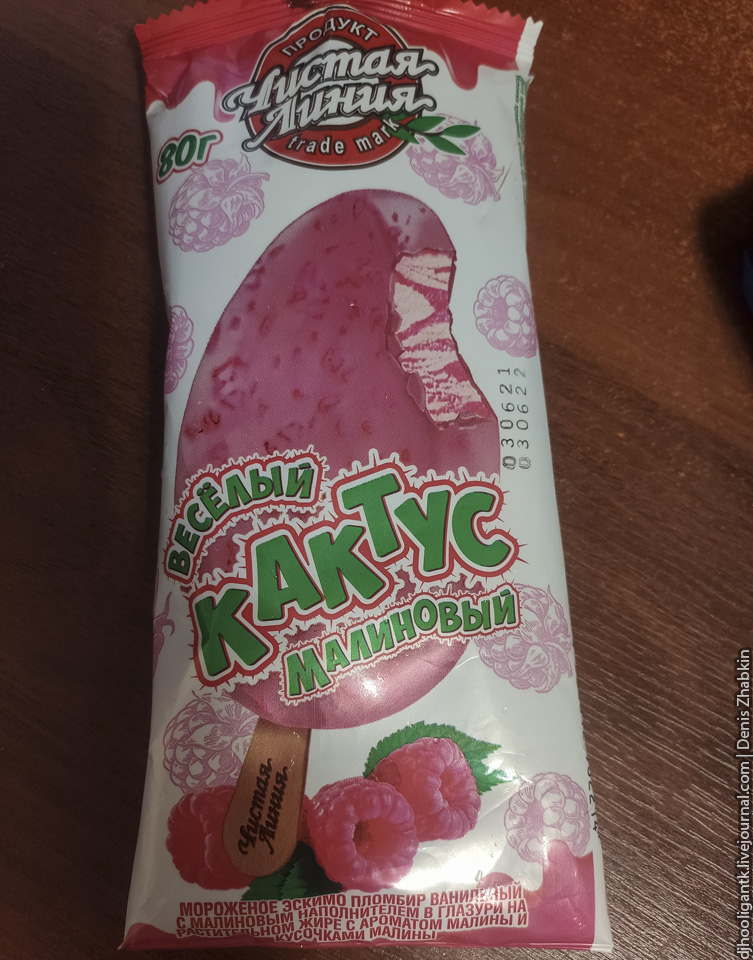 ПРОДУКТ
Чистая
Линия
trade mark
80г
030621
030622
ВЕСЁЛЫЙ
КАКТУС
МАЛИНОВЫЙ
Чистая
Линия
МОРОЖЕНОЕ ЭСКИМО ПЛОМБИР ВАНИЛЬНЫЙ
С МАЛИНОВЫМ НАПОЛНИТЕЛЕМ В ГЛАЗУРИ НА
РАСТИТЕЛЬНОМ ЖИРЕ С АРОМАТОМ МАЛИНЫ И
КУСОЧКАМИ МАЛИНЫ
djhooligantk.livejournal.com | Denis Zhabkin